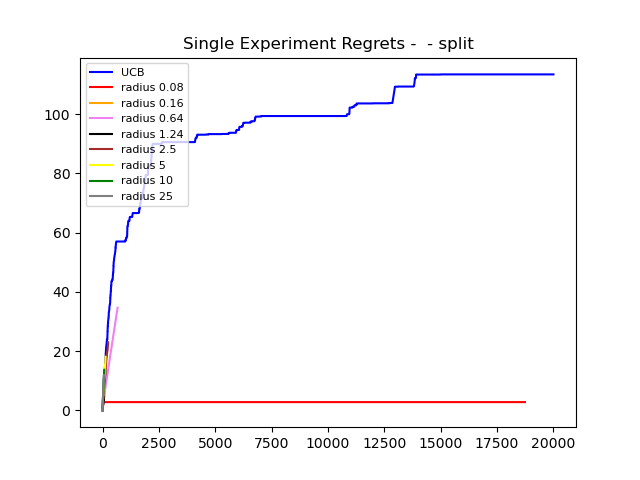 Single Experiment Regrets -  - split
UCB
radius 0.08
radius 0.16
radius 0.64
radius 1.24
radius 2.5
radius 5
radius 10
radius 25
100
80
60
40
20
0
0 2500 5000 7500 10000 12500 15000 17500 20000